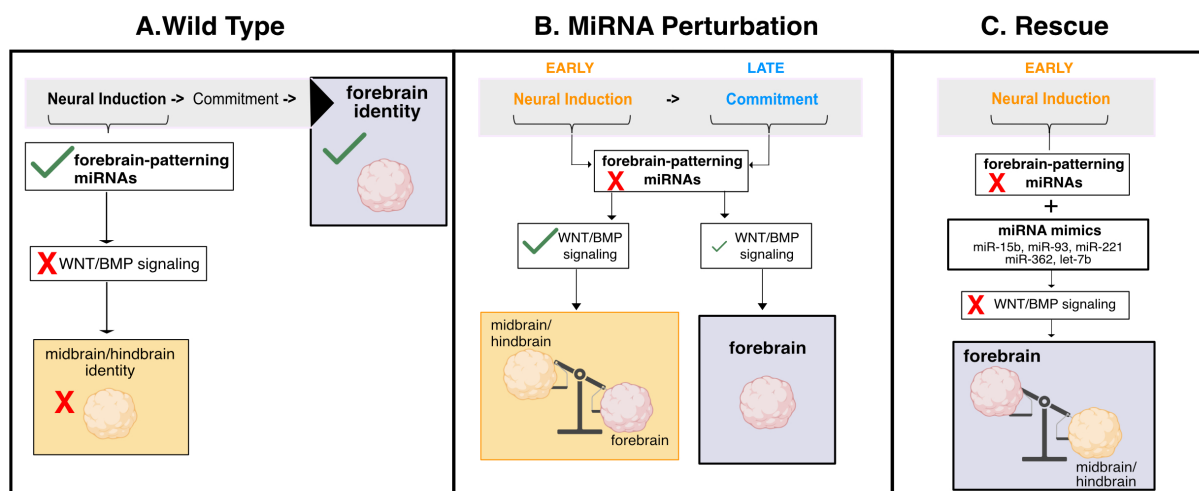 A.Wild Type
Neural Induction -> Commitment ->
forebrain
identity
forebrain-patterning
miRNAs
X WNT/BMP signaling
midbrain/hindbrain
identity
X
B. MiRNA Perturbation
EARLY
LATE
Neural Induction -> Commitment
forebrain-patterning
X miRNAs
WNT/BMP
signaling
WNT/BMP
signaling
midbrain/
hindbrain
forebrain
forebrain
C. Rescue
EARLY
Neural Induction
forebrain-patterning
X miRNAs
+
miRNA mimics
miR-15b, miR-93, miR-221
miR-362, let-7b
X WNT/BMP signaling
forebrain
midbrain/
hindbrain